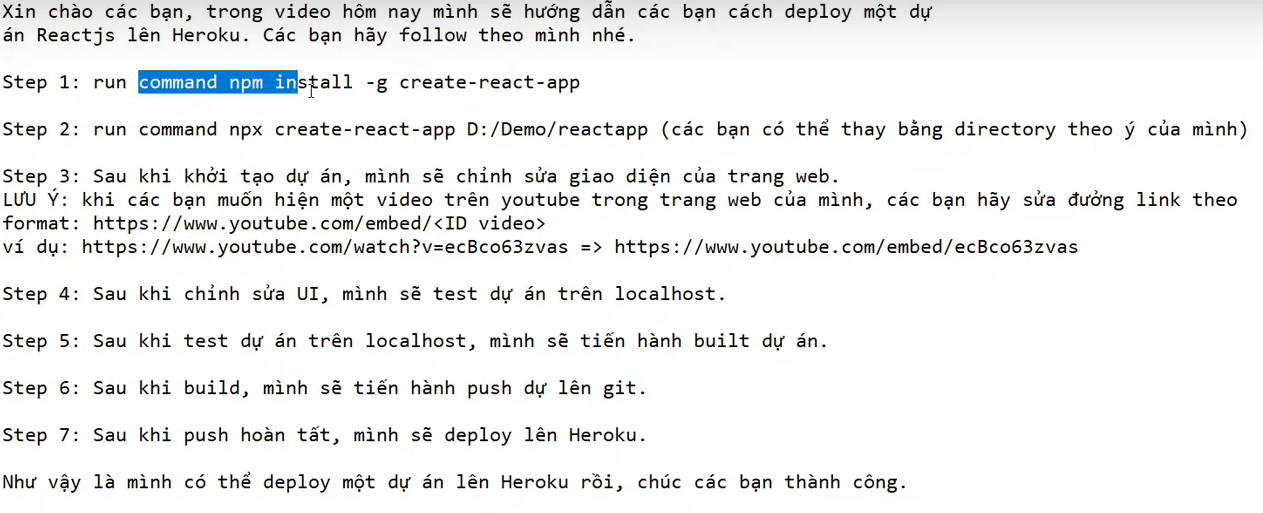 Xin chào các bạn, trong video hôm nay mình sẽ hướng dẫn các bạn cách deploy một dự
án Reactjs lên Heroku. Các bạn hãy follow theo mình nhé.
Step 1: run command npm install -g create-react-app
Step 2: run command npx create-react-app D:/Demo/reactapp (các bạn có thể thay bằng directory theo ý của mình)
Step 3: Sau khi khởi tạo dự án, mình sẽ chỉnh sửa giao diện của trang web.
LƯU Ý: khi các bạn muốn hiện một video trên youtube trong trang web của mình, các bạn hãy sửa đưởng link theo
format: https://www.youtube.com/embed/<ID video>
ví dụ: https://www.youtube.com/watch?v=ecBco63zvas => https://www.youtube.com/embed/ecBco63zvas
Step 4: Sau khi chỉnh sửa UI, mình sẽ test dự án trên localhost.
Step 5: Sau khi test dự án trên localhost, mình sẽ tiến hành built dự án.
Step 6: Sau khi build, mình sẽ tiến hành push dự lên git.
Step 7: Sau khi push hoàn tất, mình sẽ deploy lên Heroku.
Như vậy là mình có thể deploy một dự án lên Heroku rồi, chúc các bạn thành công.